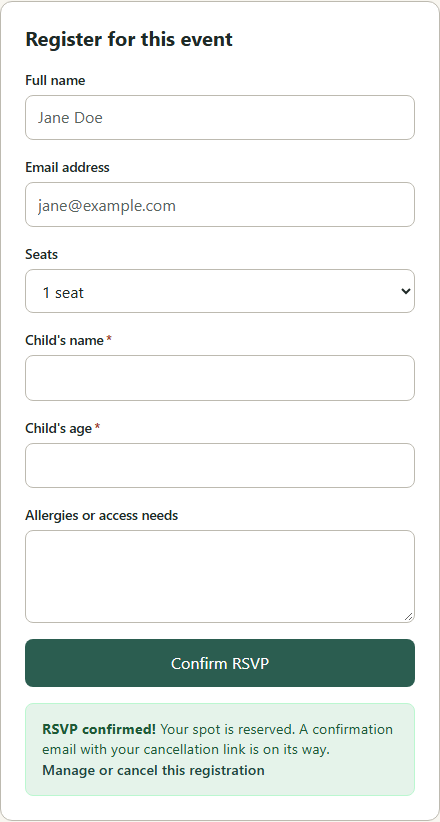 Register for this event
Full name
Jane Doe
Email address
jane@example.com
Seats
1 seat
Child's name *
Child's age *
Allergies or access needs
Confirm RSVP
RSVP confirmed! Your spot is reserved. A confirmation
email with your cancellation link is on its way.
Manage or cancel this registration